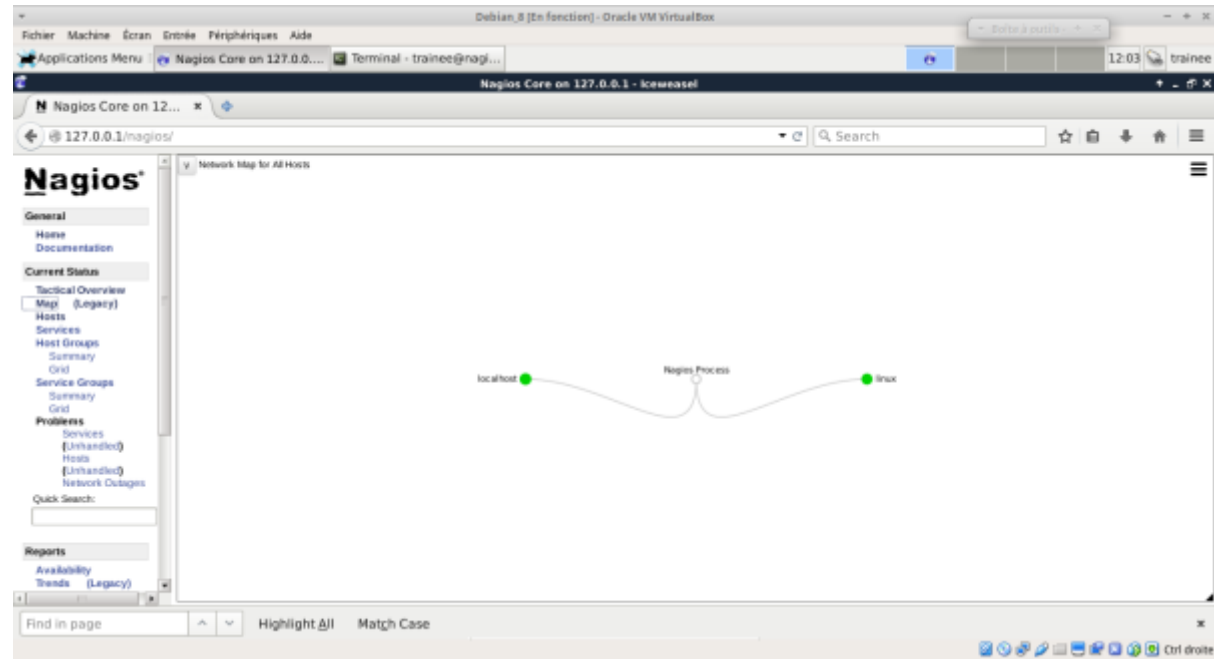 Debian_8 [En fonction] - Oracle VM VirtualBox
Fichier Machine Écran Entrée Périphériques Aide
Boîte à outils
Applications Menu Nagios Core on 127.0.0.... Terminal - trainee@nagi... 12:03 trainee
Nagios Core on 127.0.0.1 - Iceweasel
Nagios Core on 12...
127.0.0.1/nagios/ Search
Network Map for All Hosts
Nagios®
General
Home
Documentation
Current Status
Tactical Overview
Map (Legacy)
Hosts
Services
Host Groups
Summary
Grid
Service Groups
Summary
Grid
Problems
Services
(Unhandled)
Hosts
(Unhandled)
Network Outages
Quick Search:
Reports
Availability
Trends (Legacy)
localhost Nagios Process linux
Find in page Highlight All Match Case
Ctrl droite